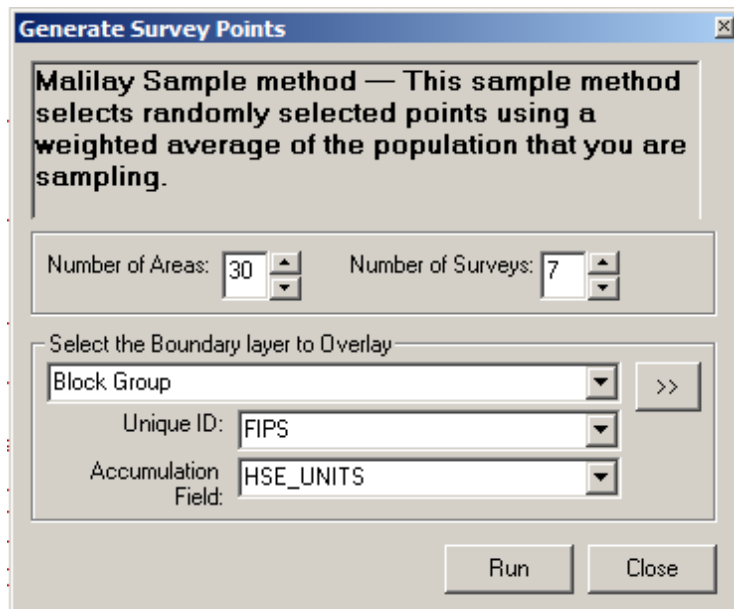 Generate Survey Points
Malilay Sample method — This sample method
selects randomly selected points using a
weighted average of the population that you are
sampling.
Number of Areas: 30 Number of Surveys: 7
Select the Boundary layer to Overlay
Block Group >>
Unique ID: FIPS
Accumulation
Field: HSE_UNITS
Run Close